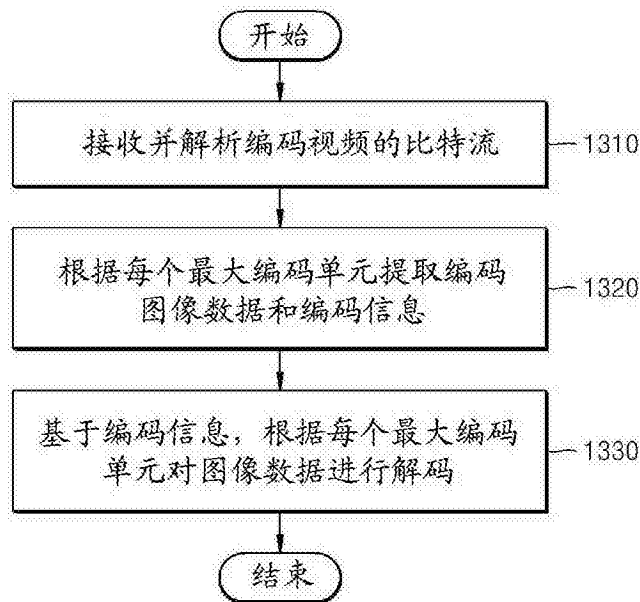 开始
接收并解析编码视频的比特流
1310
根据每个最大编码单元提取编码
图像数据和编码信息
1320
基于编码信息，根据每个最大编码
单元对图像数据进行解码
1330
结束